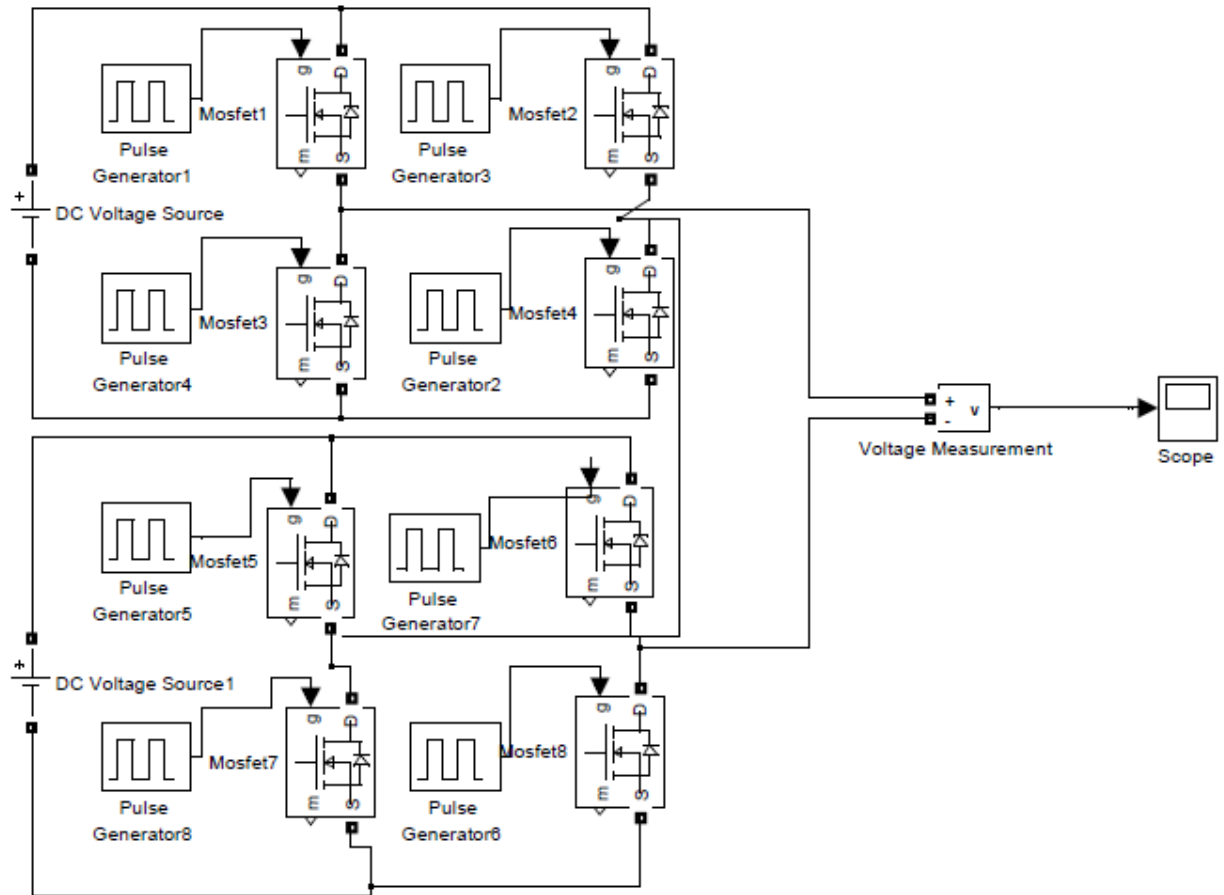 g
D
m
S
Mosfet1
Pulse
Generator1
g
D
m
S
Mosfet2
Pulse
Generator3
+
DC Voltage Source
g
D
m
S
Mosfet3
Pulse
Generator4
g
D
m
S
Mosfet4
Pulse
Generator2
+
-
v
Voltage Measurement
Scope
g
D
m
S
Mosfet5
Pulse
Generator5
g
D
m
S
Mosfet6
Pulse
Generator7
+
DC Voltage Source1
g
D
m
S
Mosfet7
Pulse
Generator8
g
D
m
S
Mosfet8
Pulse
Generator6